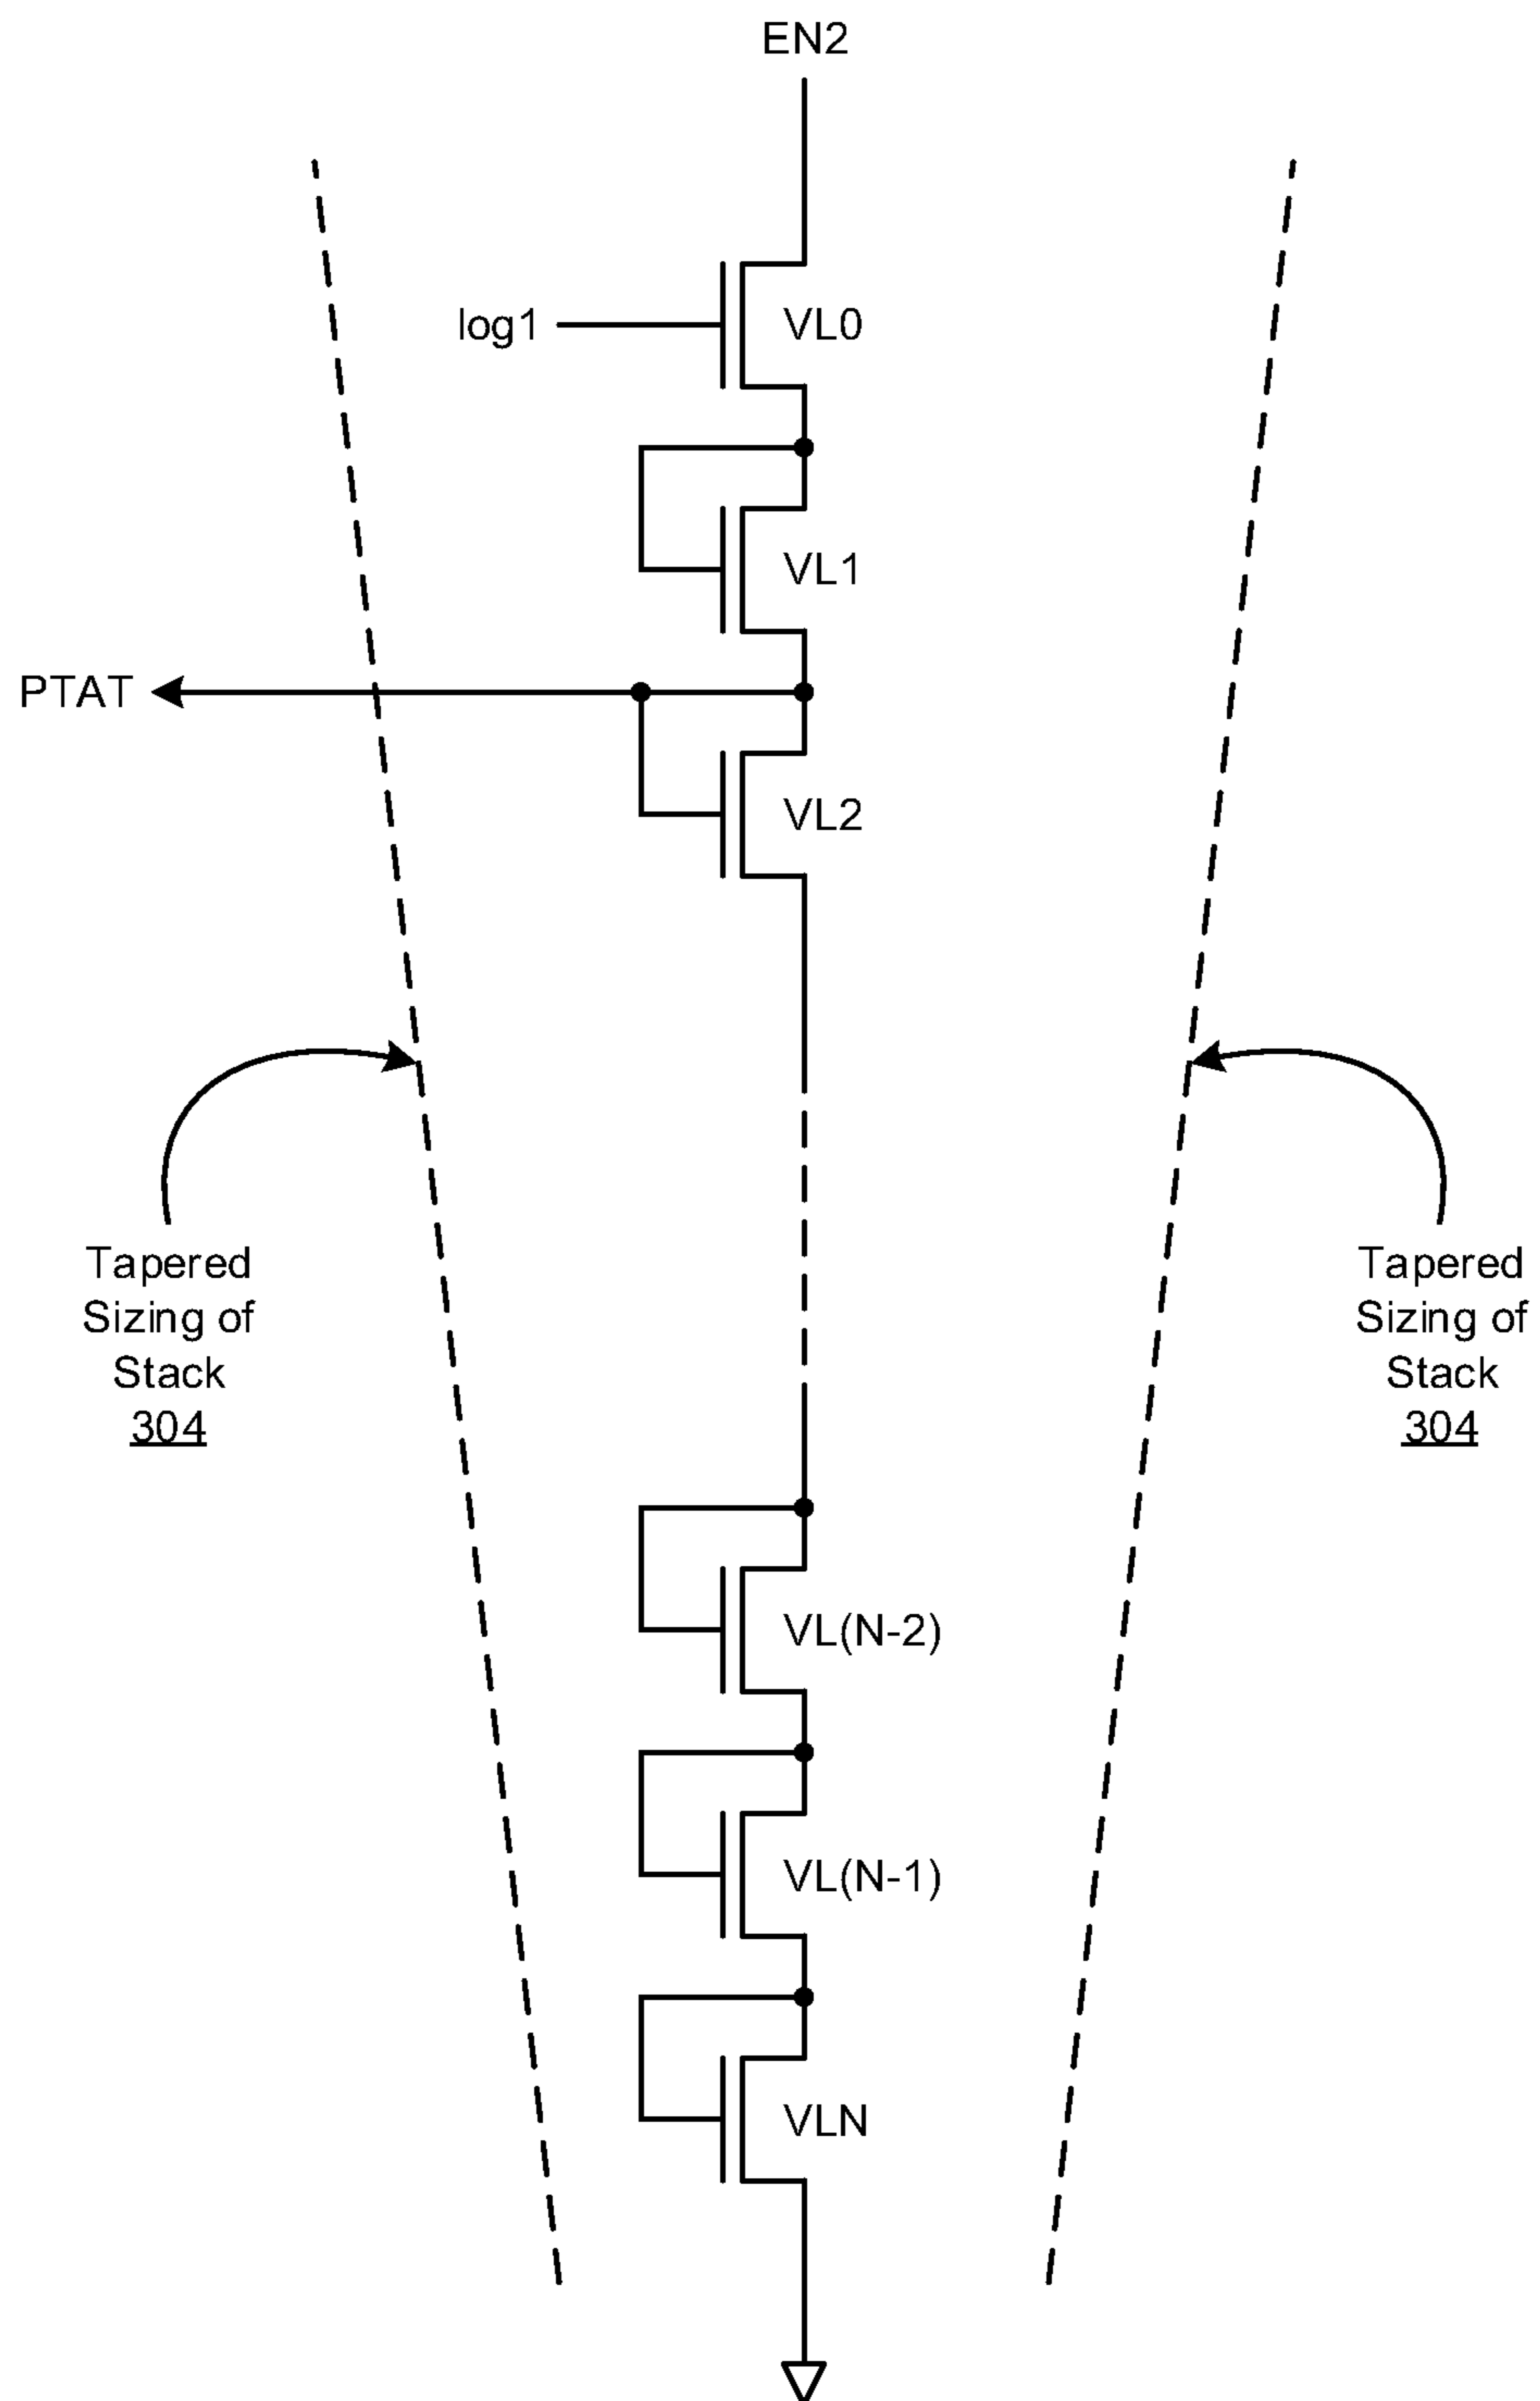 EN2
log1
VL0
VL1
PTAT
VL2
Tapered
Sizing of
Stack
304
Tapered
Sizing of
Stack
304
VL(N-2)
VL(N-1)
VLN